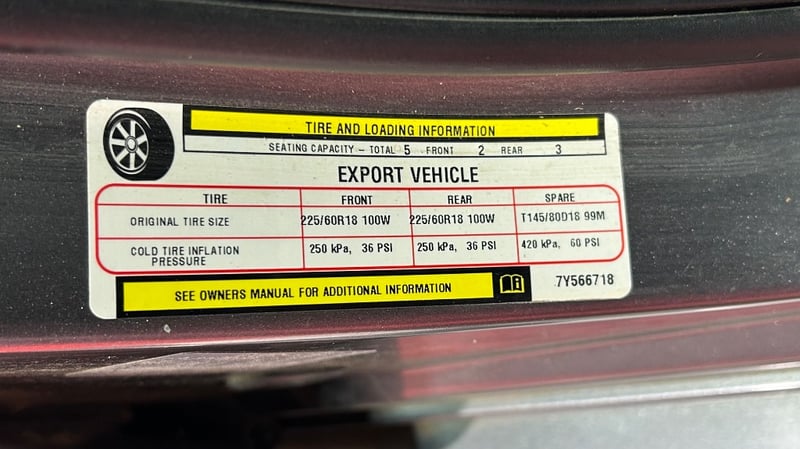 TIRE AND LOADING INFORMATION
SEATING CAPACITY - TOTAL 5 FRONT 2 REAR 3
EXPORT VEHICLE
TIRE FRONT REAR SPARE
ORIGINAL TIRE SIZE 225/60R18 100W 225/60R18 100W T145/80D18 99M
COLD TIRE INFLATION PRESSURE 250 kPa, 36 PSI 250 kPa, 36 PSI 420 kPa, 60 PSI
SEE OWNERS MANUAL FOR ADDITIONAL INFORMATION 7Y566718